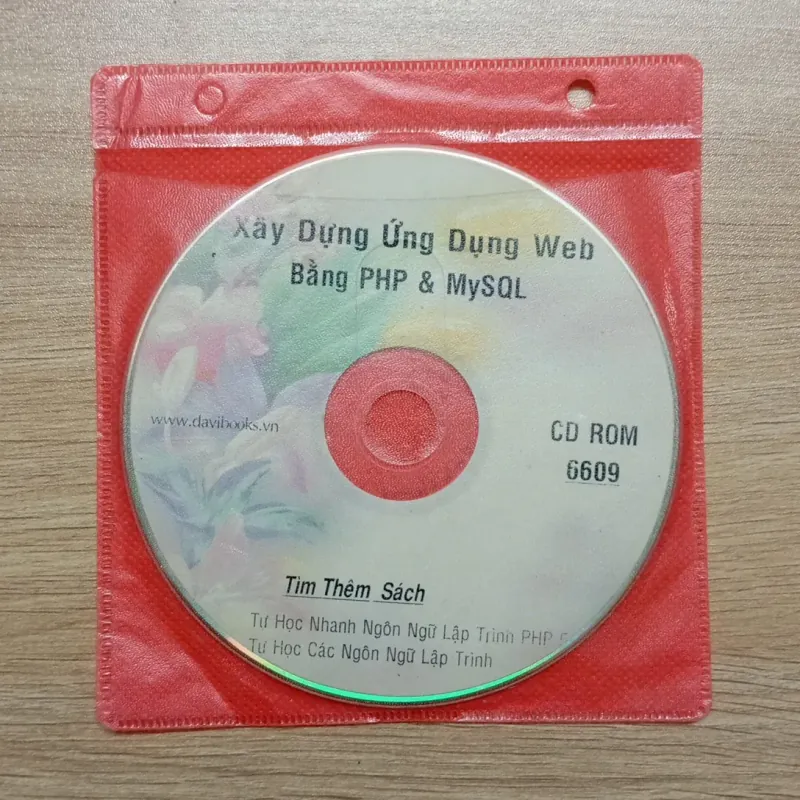 Xây Dựng Ứng Dụng Web
Bằng PHP & MySQL
www.davibooks.vn
CD ROM
6609
Tìm Thêm Sách
Tự Học Nhanh Ngôn Ngữ Lập Trình PHP
Tự Học Các Ngôn Ngữ Lập Trình